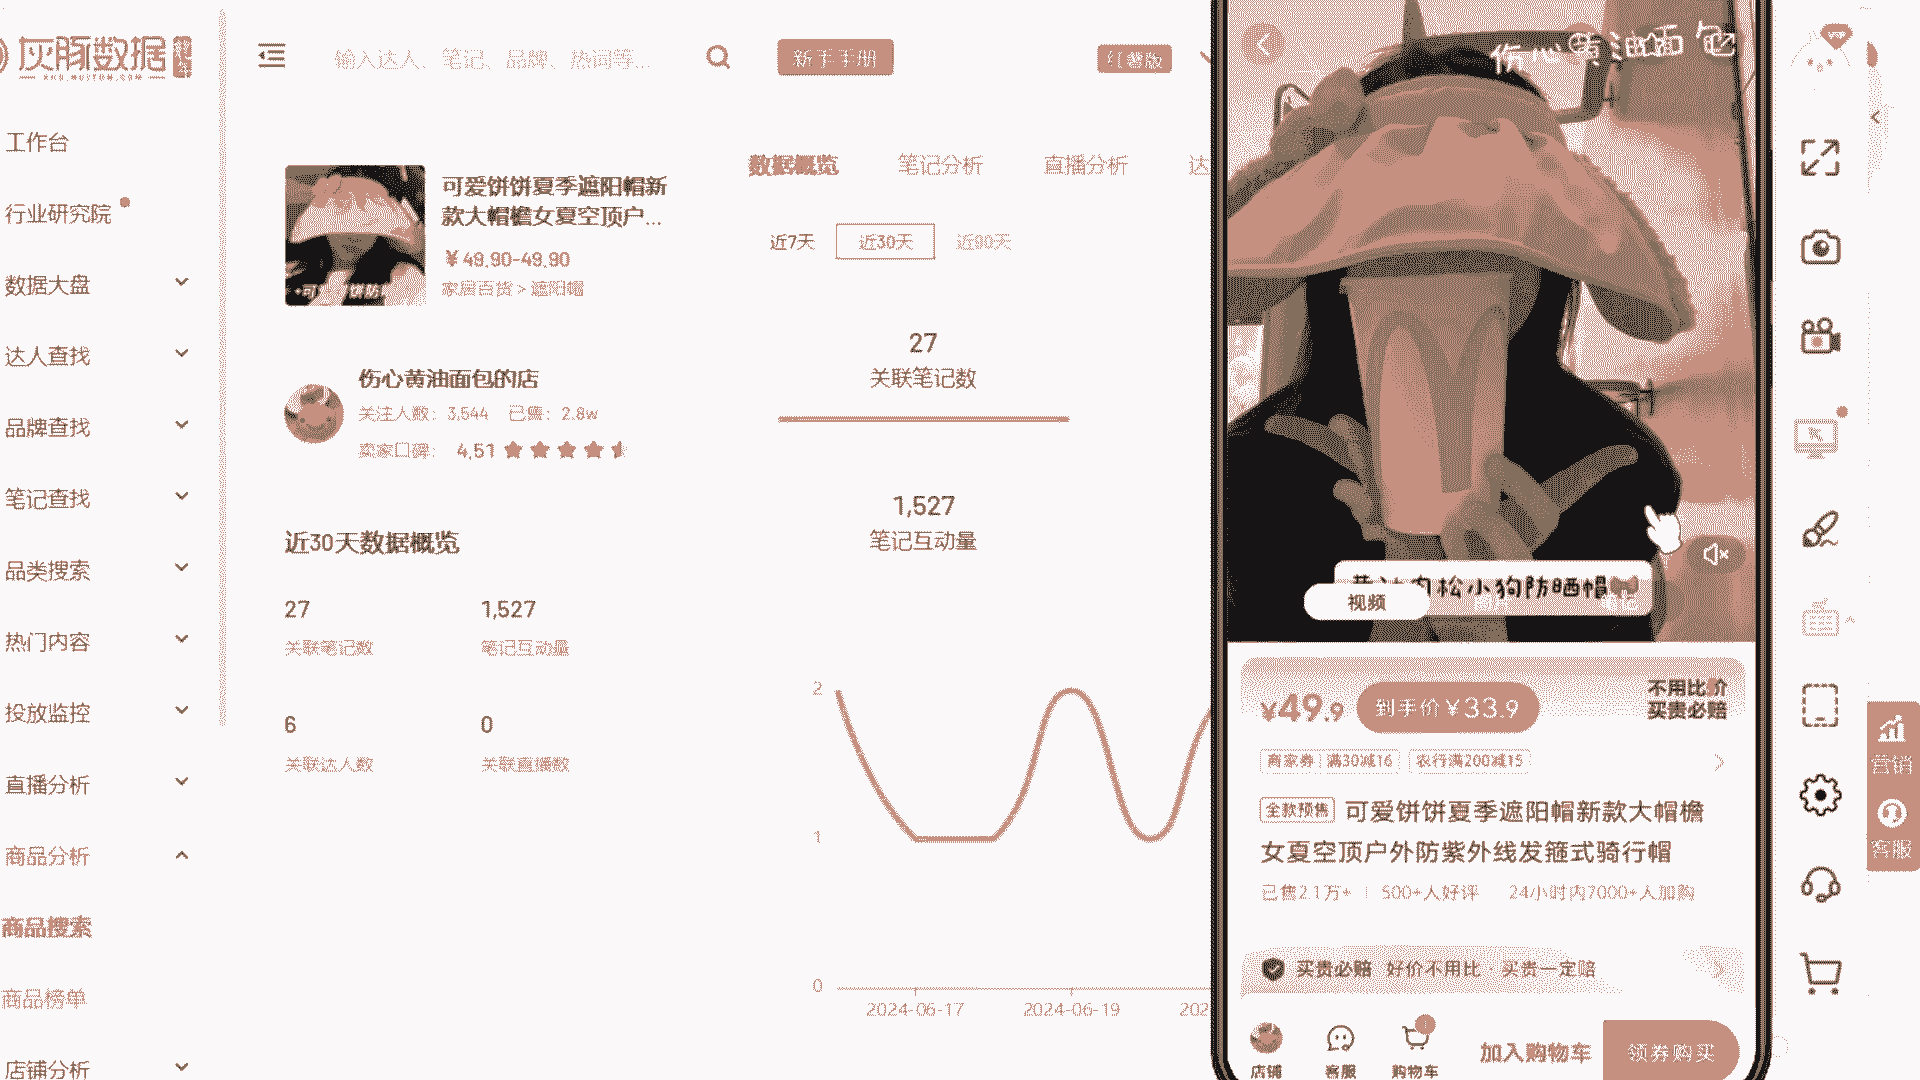 灰豚数据
XHS.HUITUN.COM
输入达人、笔记、品牌、热词等...
新手手册
红薯版
工作台
行业研究院
数据大盘
达人查找
品牌查找
笔记查找
品类搜索
热门内容
投放监控
直播分析
商品分析
商品搜索
商品榜单
店铺分析
可爱饼饼夏季遮阳帽新
款大帽檐女夏空顶户...
￥49.90-49.90
家居百货 > 遮阳帽
伤心黄油面包的店
关注人数：3,544 已售：2.8w
卖家口碑： 4.51
近30天数据概览
27
关联笔记数
1,527
笔记互动量
6
关联达人数
0
关联直播数
数据概览 笔记分析 直播分析 达
近7天 近30天 近90天
27
关联笔记数
1,527
笔记互动量
2
1
0
2024-06-17 2024-06-19 202
伤心黄油面包
肉松小狗防晒帽
视频
¥49.9 到手价￥33.9
不用比价
买贵必赔
商家券 满30减16 农行满200减15
全款预售 可爱饼饼夏季遮阳帽新款大帽檐
女夏空顶户外防紫外线发箍式骑行帽
已售2.1万+ 500+人好评 24小时内7000+人加购
买贵必赔 好价不用比 · 买贵一定赔
店铺 客服 购物车 加入购物车 领券购买
营销
客服